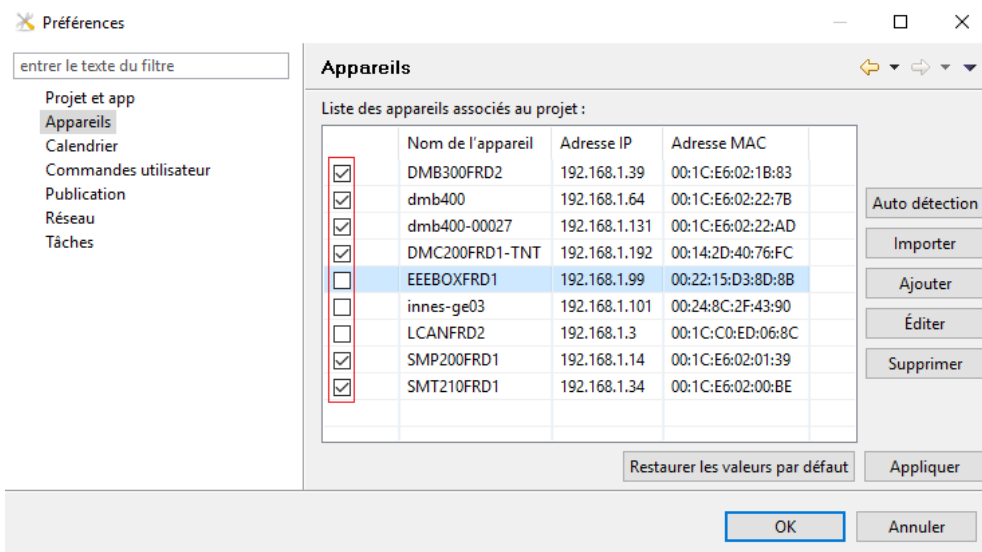 Préférences
entrer le texte du filtre
Projet et app
Appareils
Calendrier
Commandes utilisateur
Publication
Réseau
Tâches
Appareils
Liste des appareils associés au projet :
Nom de l'appareil Adresse IP Adresse MAC
DMB300FRD2 192.168.1.39 00:1C:E6:02:1B:83
dmb400 192.168.1.64 00:1C:E6:02:22:7B
dmb400-00027 192.168.1.131 00:1C:E6:02:22:AD
DMC200FRD1-TNT 192.168.1.192 00:14:2D:40:76:FC
EEEBOXFRD1 192.168.1.99 00:22:15:D3:8D:8B
innes-ge03 192.168.1.101 00:24:8C:2F:43:90
LCANFRD2 192.168.1.3 00:1C:C0:ED:06:8C
SMP200FRD1 192.168.1.14 00:1C:E6:02:01:39
SMT210FRD1 192.168.1.34 00:1C:E6:02:00:BE
Auto détection
Importer
Ajouter
Éditer
Supprimer
Restaurer les valeurs par défaut Appliquer
OK Annuler